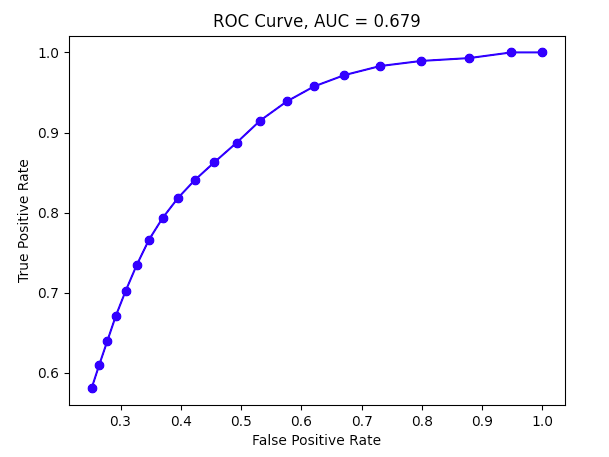 ROC Curve, AUC = 0.679
1.0
0.9
0.8
0.7
0.6
True Positive Rate
0.3 0.4 0.5 0.6 0.7 0.8 0.9 1.0
False Positive Rate